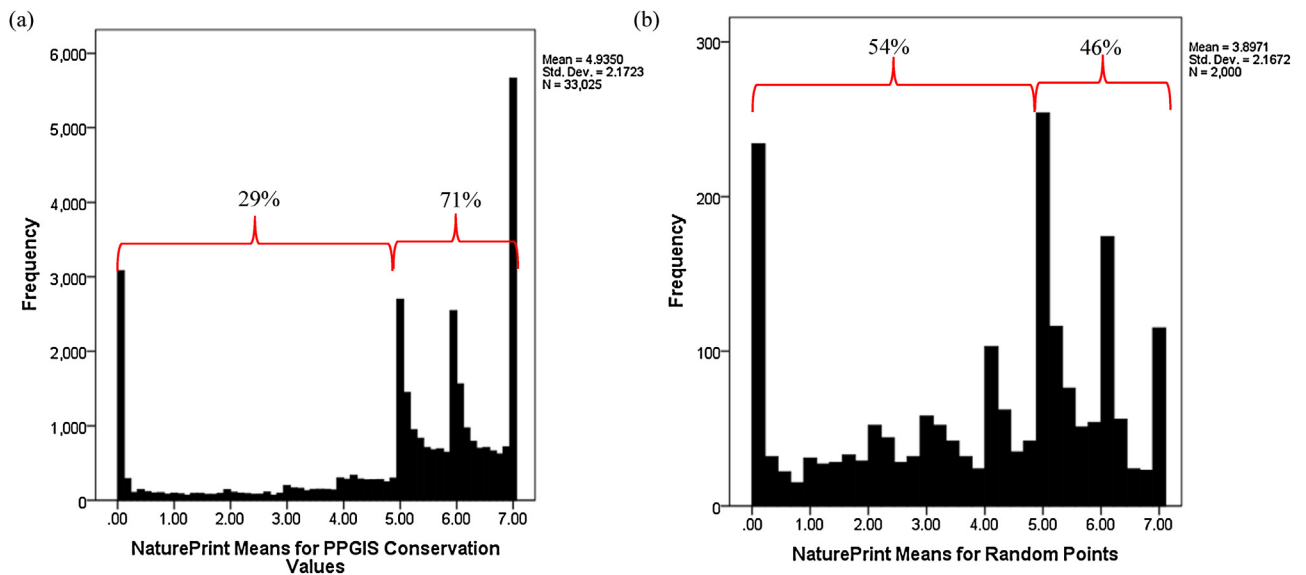 (a)
6,000
5,000
4,000
3,000
2,000
1,000
0
Frequency
29%
71%
Mean = 4.9350
Std. Dev. = 2.1723
N = 33,025
.00 1.00 2.00 3.00 4.00 5.00 6.00 7.00
NaturePrint Means for PPGIS Conservation
Values
(b)
300
200
100
0
Frequency
54%
46%
Mean = 3.8971
Std. Dev. = 2.1672
N = 2,000
.00 1.00 2.00 3.00 4.00 5.00 6.00 7.00
NaturePrint Means for Random Points